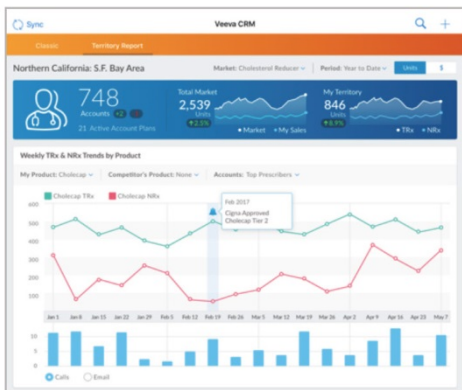 Sync
Veeva CRM
Classic
Territory Report
Northern California: S.F. Bay Area
Market: Cholesterol Reducer
Period: Year to Date
Units
$
748
Accounts +2
21 Active Account Plans
Total Market
2,539
Units
2.5%
Market
My Sales
My Territory
846
Units
8.9%
TRx
NRx
Weekly TRx & NRx Trends by Product
My Product: Cholecap
Competitor's Product: None
Accounts: Top Prescribers
Cholecap TRx
Cholecap NRx
Feb 2017
Cigna Approved
Cholecap Tier 2
600
500
400
300
200
100
Jan 1 Jan 8 Jan 15 Jan 22 Jan 29 Feb 5 Feb 12 Feb 19 Feb 26 Mar 5 Mar 12 Mar 19 Mar 26 Apr 2 Apr 9 Apr 16 Apr 23 May 7
10
5
0
Calls
Email